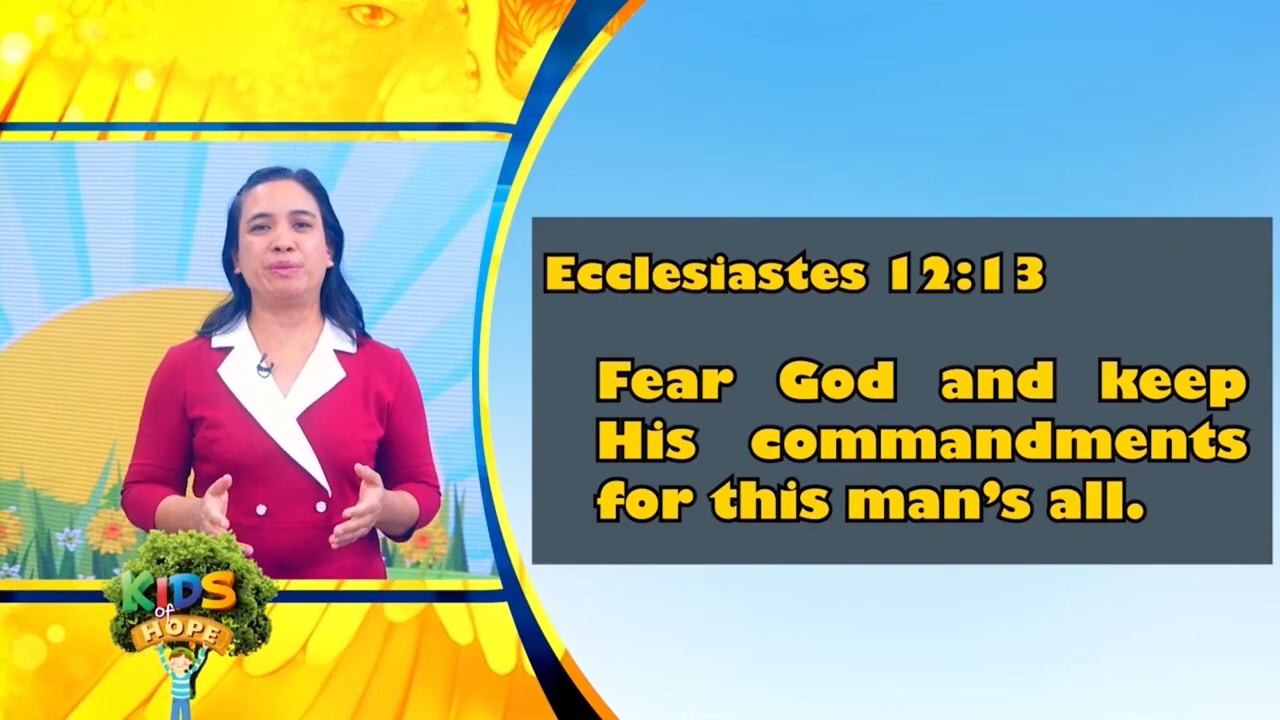 Ecclesiastes 12:13
Fear God and keep
His commandments
for this man's all.
KIDS
of
HOPE